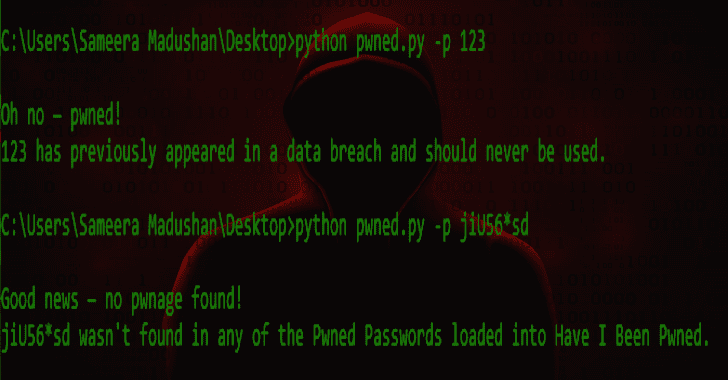 C:\Users\Sameera Madushan\Desktop>python pwned.py -p 123
Oh no – pwned!
123 has previously appeared in a data breach and should never be used.
C:\Users\Sameera Madushan\Desktop>python pwned.py -p jiU56*sd
Good news – no pwnage found!
jiU56*sd wasn't found in any of the Pwned Passwords loaded into Have I Been Pwned.